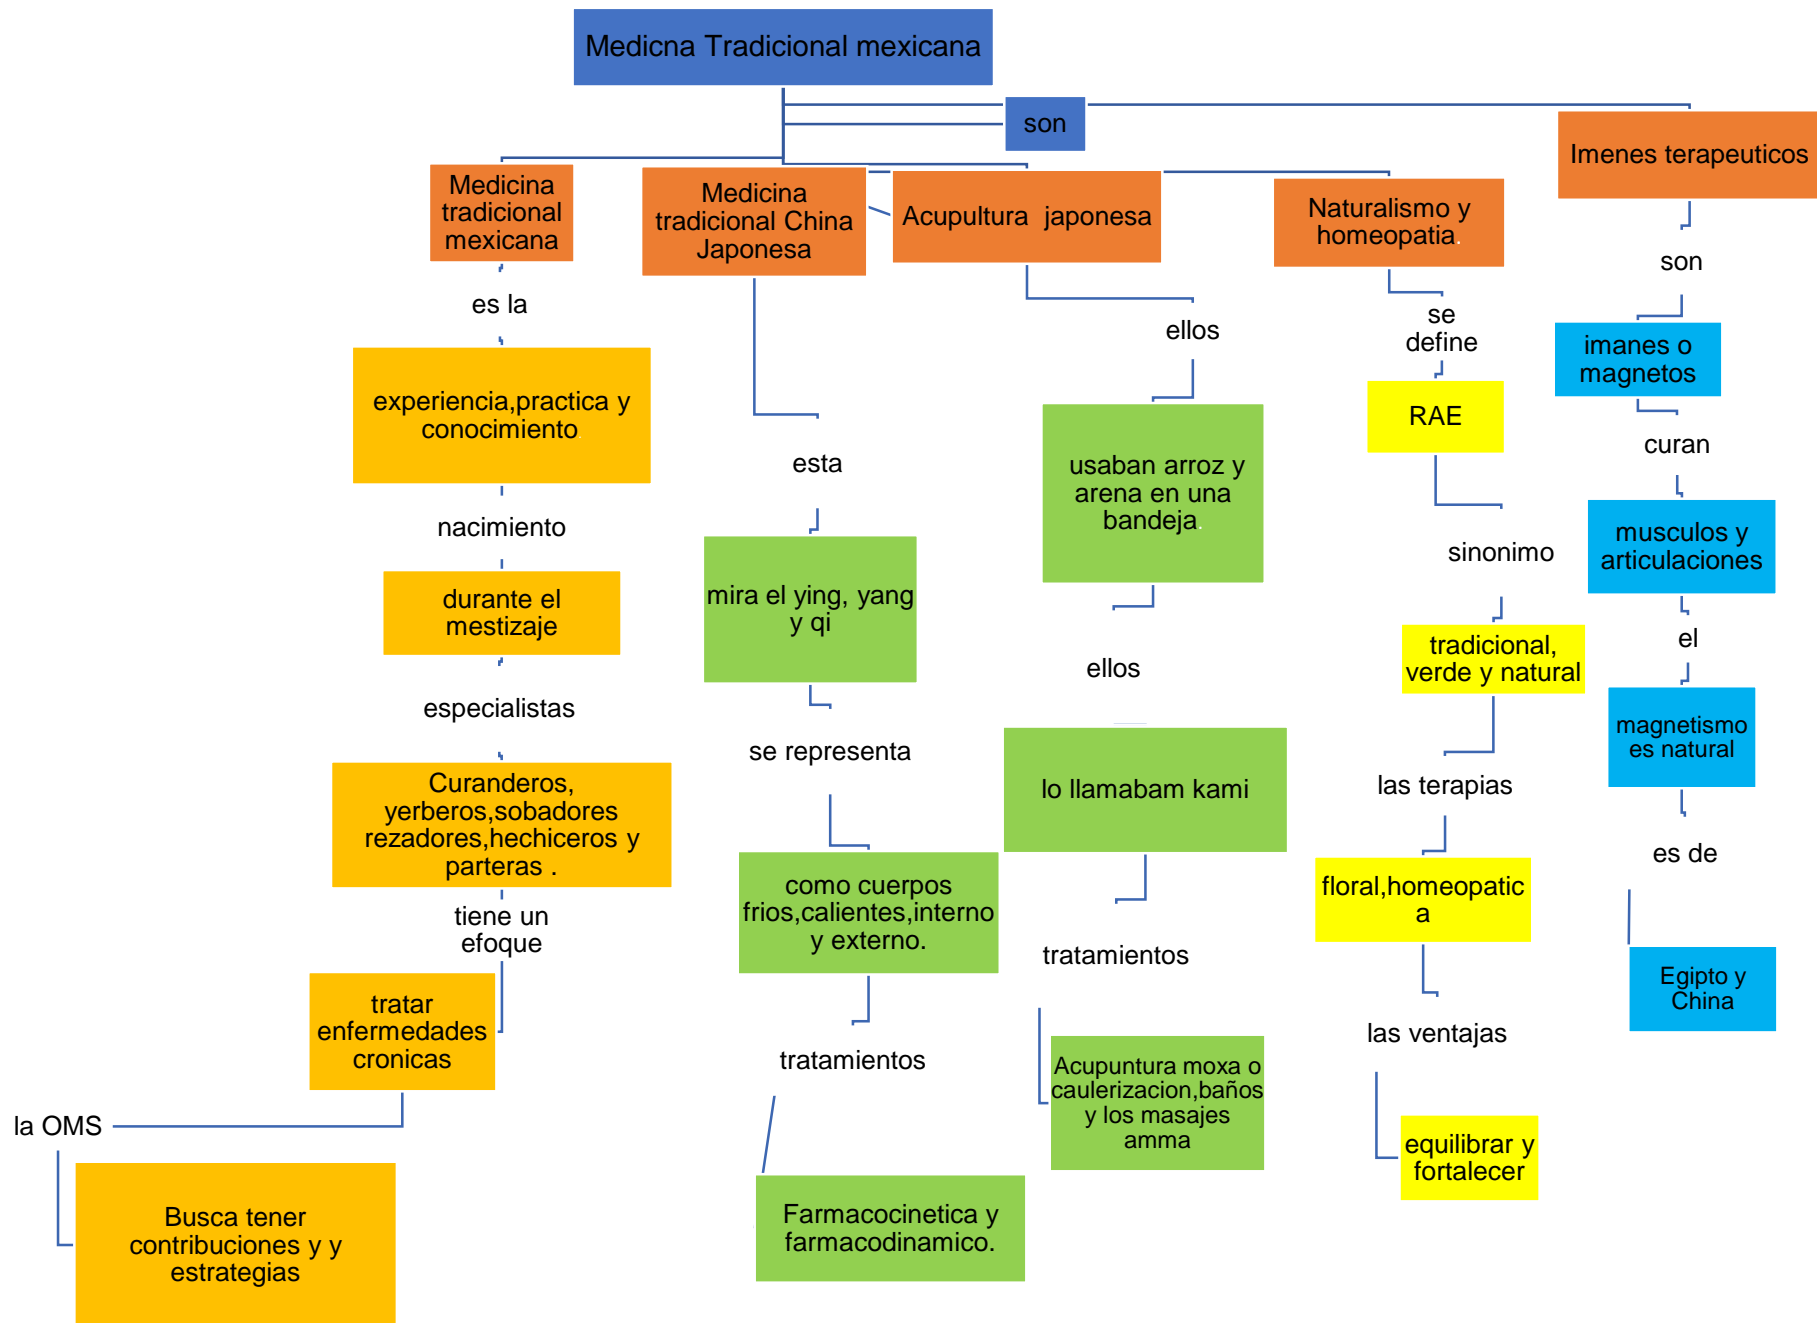 Medicna Tradicional mexicana
son
Medicina
tradicional
mexicana
es la
experiencia,practica y
conocimiento.
nacimiento
durante el
mestizaje
especialistas
Curanderos,
yerberos,sobadores
rezadores,hechiceros y
parteras .
tiene un
efoque
tratar
enfermedades
cronicas
la OMS
Busca tener
contribuciones y y
estrategias
Medicina
tradicional China
Japonesa
esta
mira el ying, yang
y qi
se representa
como cuerpos
frios,calientes,interno
y externo.
tratamientos
Farmacocinetica y
farmacodinamico.
Acupultura japonesa
ellos
usaban arroz y
arena en una
bandeja.
ellos
lo llamabam kami
tratamientos
Acupuntura moxa o
caulerizacion,baños
y los masajes
amma
Naturalismo y
homeopatia.
se
define
RAE
sinonimo
tradicional,
verde y natural
las terapias
floral,homeopatic
a
las ventajas
equilibrar y
fortalecer
Imenes terapeuticos
son
imanes o
magnetos
curan
musculos y
articulaciones
el
magnetismo
es natural
es de
Egipto y
China